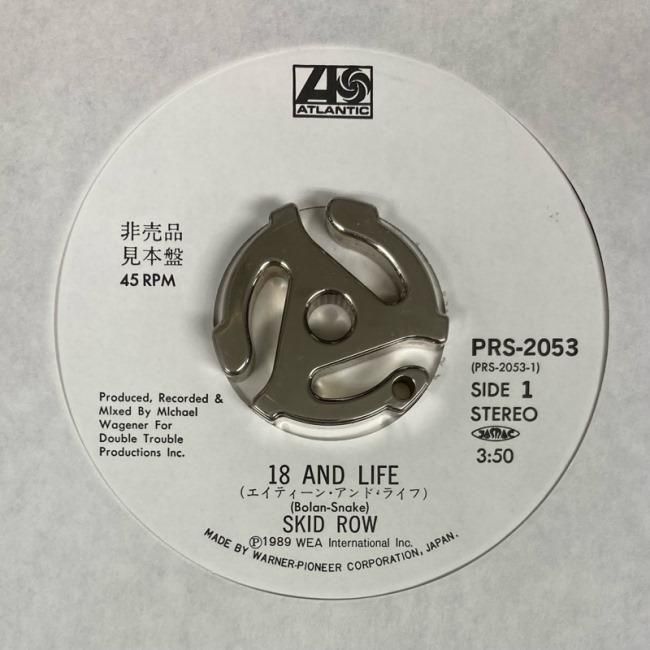 ATLANTIC
非売品
見本盤
45 RPM
PRS-2053
(PRS-2053-1)
SIDE 1
STEREO
JASRAC
3:50
Produced, Recorded &
Mixed By Michael
Wagener For
Double Trouble
Productions Inc.
18 AND LIFE
(エイティーン・アンド・ライフ)
(Bolan-Snake)
SKID ROW
Ⓟ1989 WEA International Inc.
MADE BY WARNER-PIONEER CORPORATION, JAPAN.